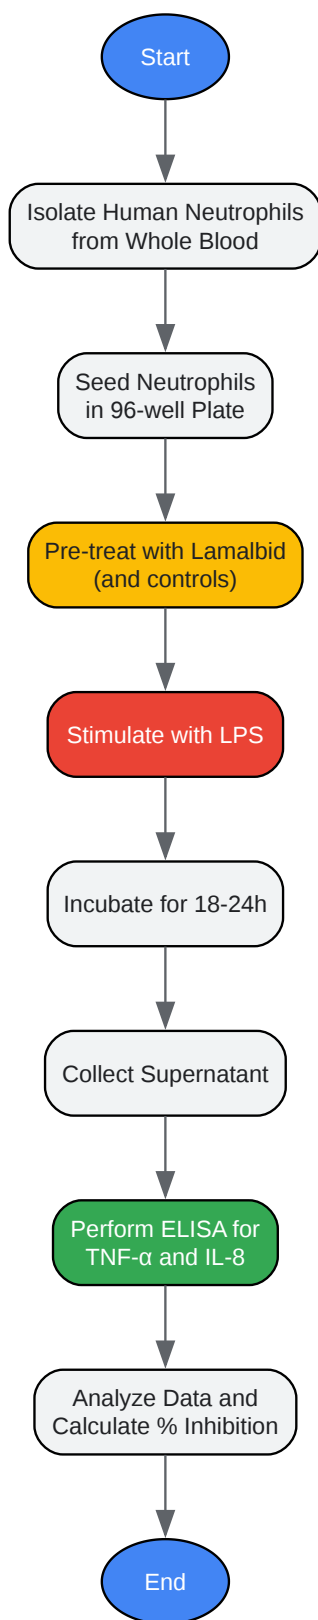 Start
Isolate Human Neutrophils
from Whole Blood
Seed Neutrophils
in 96-well Plate
Pre-treat with Lamalbid
(and controls)
Stimulate with LPS
Incubate for 18-24h
Collect Supernatant
Perform ELISA for
TNF-α and IL-8
Analyze Data and
Calculate % Inhibition
End